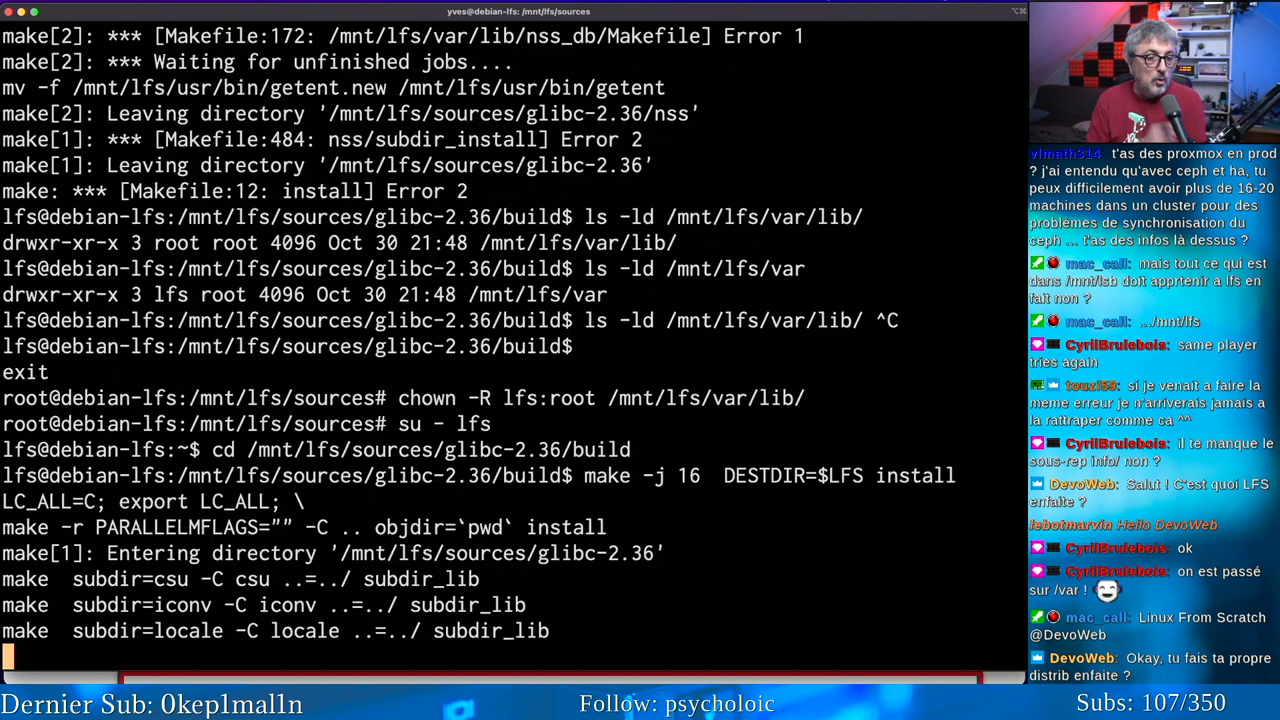 yves@debian-lfs: /mnt/lfs/sources
make[2]: *** [Makefile:172: /mnt/lfs/var/lib/nss_db/Makefile] Error 1
make[2]: *** Waiting for unfinished jobs....
mv -f /mnt/lfs/usr/bin/getent.new /mnt/lfs/usr/bin/getent
make[2]: Leaving directory '/mnt/lfs/sources/glibc-2.36/nss'
make[1]: *** [Makefile:484: nss/subdir_install] Error 2
make[1]: Leaving directory '/mnt/lfs/sources/glibc-2.36'
make: *** [Makefile:12: install] Error 2
lfs@debian-lfs:/mnt/lfs/sources/glibc-2.36/build$ ls -ld /mnt/lfs/var/lib/
drwxr-xr-x 3 root root 4096 Oct 30 21:48 /mnt/lfs/var/lib/
lfs@debian-lfs:/mnt/lfs/sources/glibc-2.36/build$ ls -ld /mnt/lfs/var
drwxr-xr-x 3 lfs root 4096 Oct 30 21:48 /mnt/lfs/var
lfs@debian-lfs:/mnt/lfs/sources/glibc-2.36/build$ ls -ld /mnt/lfs/var/lib/ ^C
lfs@debian-lfs:/mnt/lfs/sources/glibc-2.36/build$
exit
root@debian-lfs:/mnt/lfs/sources# chown -R lfs:root /mnt/lfs/var/lib/
root@debian-lfs:/mnt/lfs/sources# su - lfs
lfs@debian-lfs:~$ cd /mnt/lfs/sources/glibc-2.36/build
lfs@debian-lfs:/mnt/lfs/sources/glibc-2.36/build$ make -j 16  DESTDIR=$LFS install
LC_ALL=C; export LC_ALL; \
make -r PARALLELMFLAGS="" -C .. objdir=`pwd` install
make[1]: Entering directory '/mnt/lfs/sources/glibc-2.36'
make  subdir=csu -C csu ..=../ subdir_lib
make  subdir=iconv -C iconv ..=../ subdir_lib
make  subdir=locale -C locale ..=../ subdir_lib
vlmath314 t'as des proxmox en prod
? j'ai entendu qu'avec ceph et ha, tu
peux difficilement avoir plus de 16-20
machines dans un cluster pour des
problèmes de synchronisation du
ceph ... t'as des infos là dessus ?
mac_call: mais tout ce qui est
dans /mnt/lsb doit apprtenir a lfs en
fait non ?
mac_call: .../mnt/lfs
CyrilBrulebois: same player
tries again
touzi59: si je venait a faire la
meme erreur je n'arriverais jamais a
la rattraper comme ca ^^
CyrilBrulebois: il te manque le
sous-rep info/ non ?
DevoWeb: Salut ! C'est quoi LFS
enfaite ?
lebotmarvin Hello DevoWeb
CyrilBrulebois: ok
CyrilBrulebois: on est passé
sur /var !
mac_call: Linux From Scratch
@DevoWeb
DevoWeb: Okay, tu fais ta propre
distrib enfaite ?
Dernier Sub: 0kep1mal1n
Follow: psycholoic
Subs: 107/350